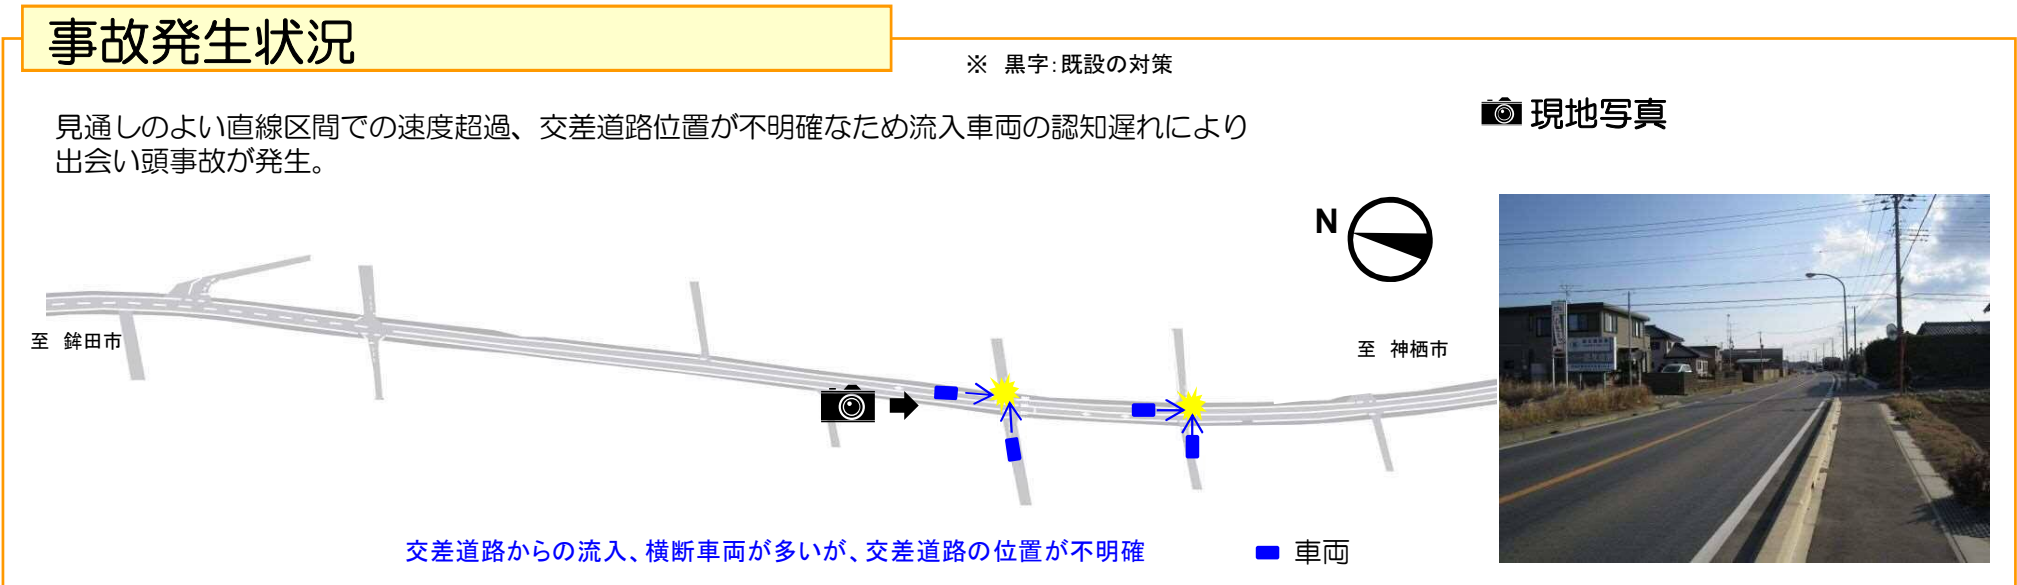 事故発生状況
※ 黒字:既設の対策
見通しのよい直線区間での速度超過、交差道路位置が不明確なため流入車両の認知遅れにより
出会い頭事故が発生。
現地写真
N
至 鉾田市
至 神栖市
交差道路からの流入、横断車両が多いが、交差道路の位置が不明確
車両